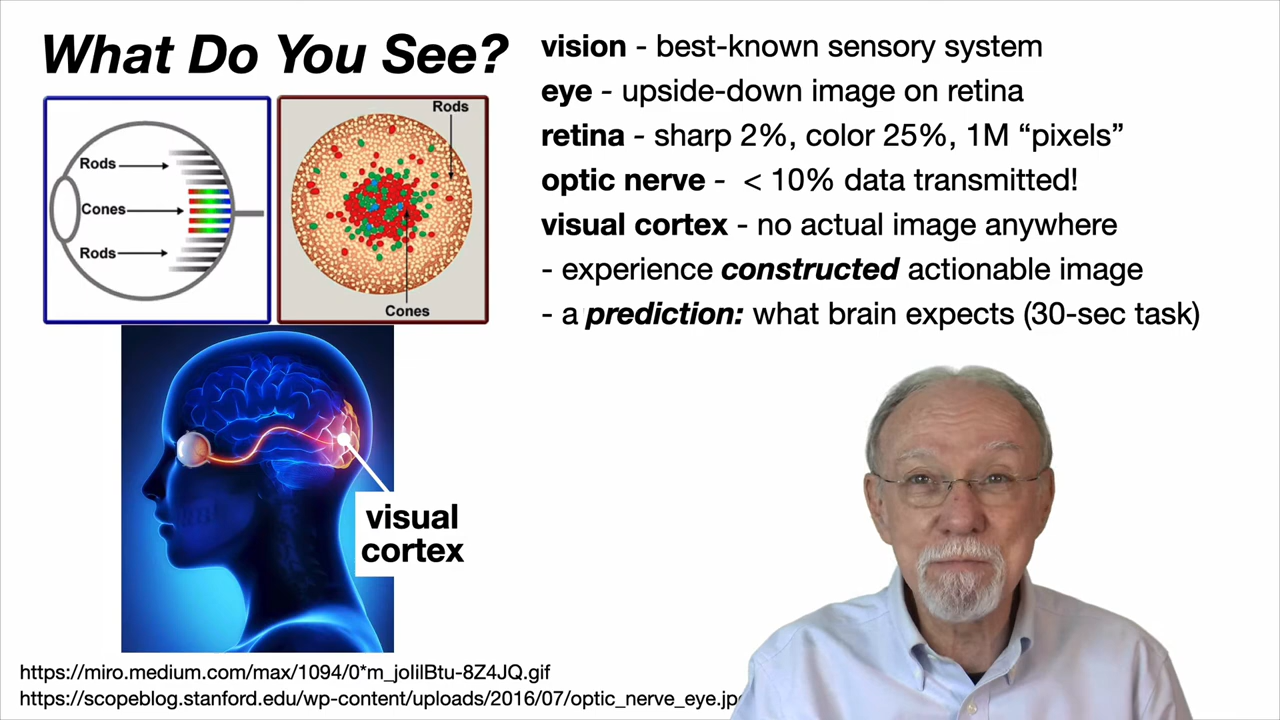 What Do You See?
Rods
Cones
Rods
Rods
Cones
visual
cortex
vision - best-known sensory system
eye - upside-down image on retina
retina - sharp 2%, color 25%, 1M “pixels”
optic nerve - < 10% data transmitted!
visual cortex - no actual image anywhere
- experience constructed actionable image
- a prediction: what brain expects (30-sec task)
https://miro.medium.com/max/1094/0*m_joIilBtu-8Z4JQ.gif
https://scopeblog.stanford.edu/wp-content/uploads/2016/07/optic_nerve_eye.jp